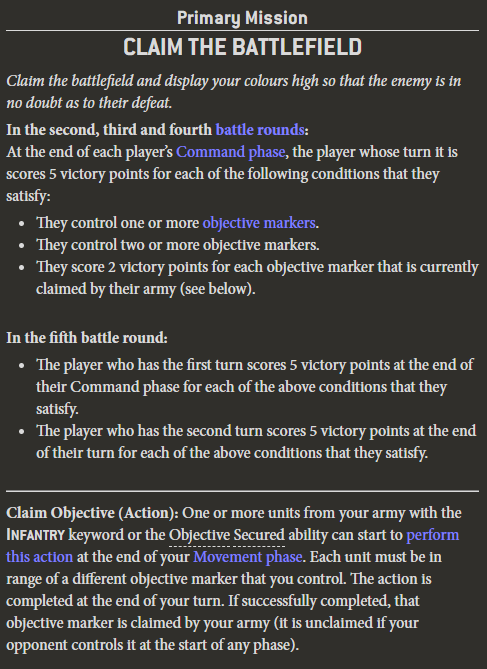 Primary Mission
CLAIM THE BATTLEFIELD
Claim the battlefield and display your colours high so that the enemy is in
no doubt as to their defeat.
In the second, third and fourth battle rounds:
At the end of each player's Command phase, the player whose turn it is
scores 5 victory points for each of the following conditions that they
satisfy:
• They control one or more objective markers.
• They control two or more objective markers.
• They score 2 victory points for each objective marker that is currently
claimed by their army (see below).
In the fifth battle round:
• The player who has the first turn scores 5 victory points at the end of
their Command phase for each of the above conditions that they
satisfy.
• The player who has the second turn scores 5 victory points at the end
of their turn for each of the above conditions that they satisfy.
Claim Objective (Action): One or more units from your army with the
INFANTRY keyword or the Objective Secured ability can start to perform
this action at the end of your Movement phase. Each unit must be in
range of a different objective marker that you control. The action is
completed at the end of your turn. If successfully completed, that
objective marker is claimed by your army (it is unclaimed if your
opponent controls it at the start of any phase).